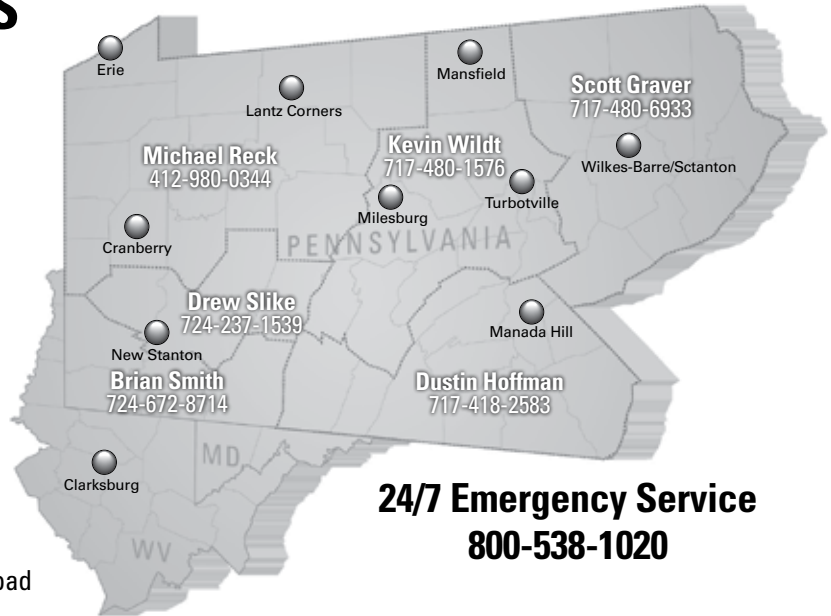 S
Erie
Mansfield
Lantz Corners
Scott Graver
717-480-6933
Michael Reck
412-980-0344
Kevin Wildt
717-480-1576
Wilkes-Barre/Sctanton
Turbotville
Milesburg
Cranberry
PENNSYLVANIA
Drew Slike
724-237-1539
Manada Hill
New Stanton
Brian Smith
724-672-8714
Dustin Hoffman
717-418-2583
MD
Clarksburg
24/7 Emergency Service
800-538-1020
WV
oad